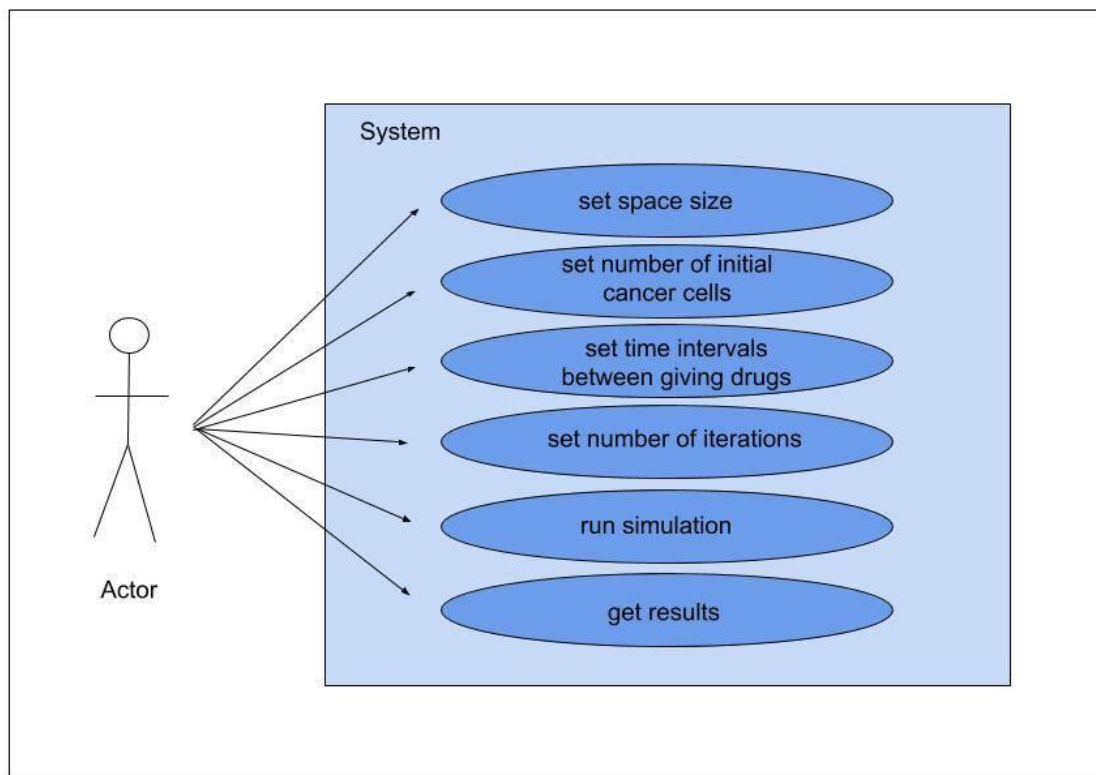 System
set space size
set number of initial
cancer cells
set time intervals
between giving drugs
set number of iterations
run simulation
get results
Actor